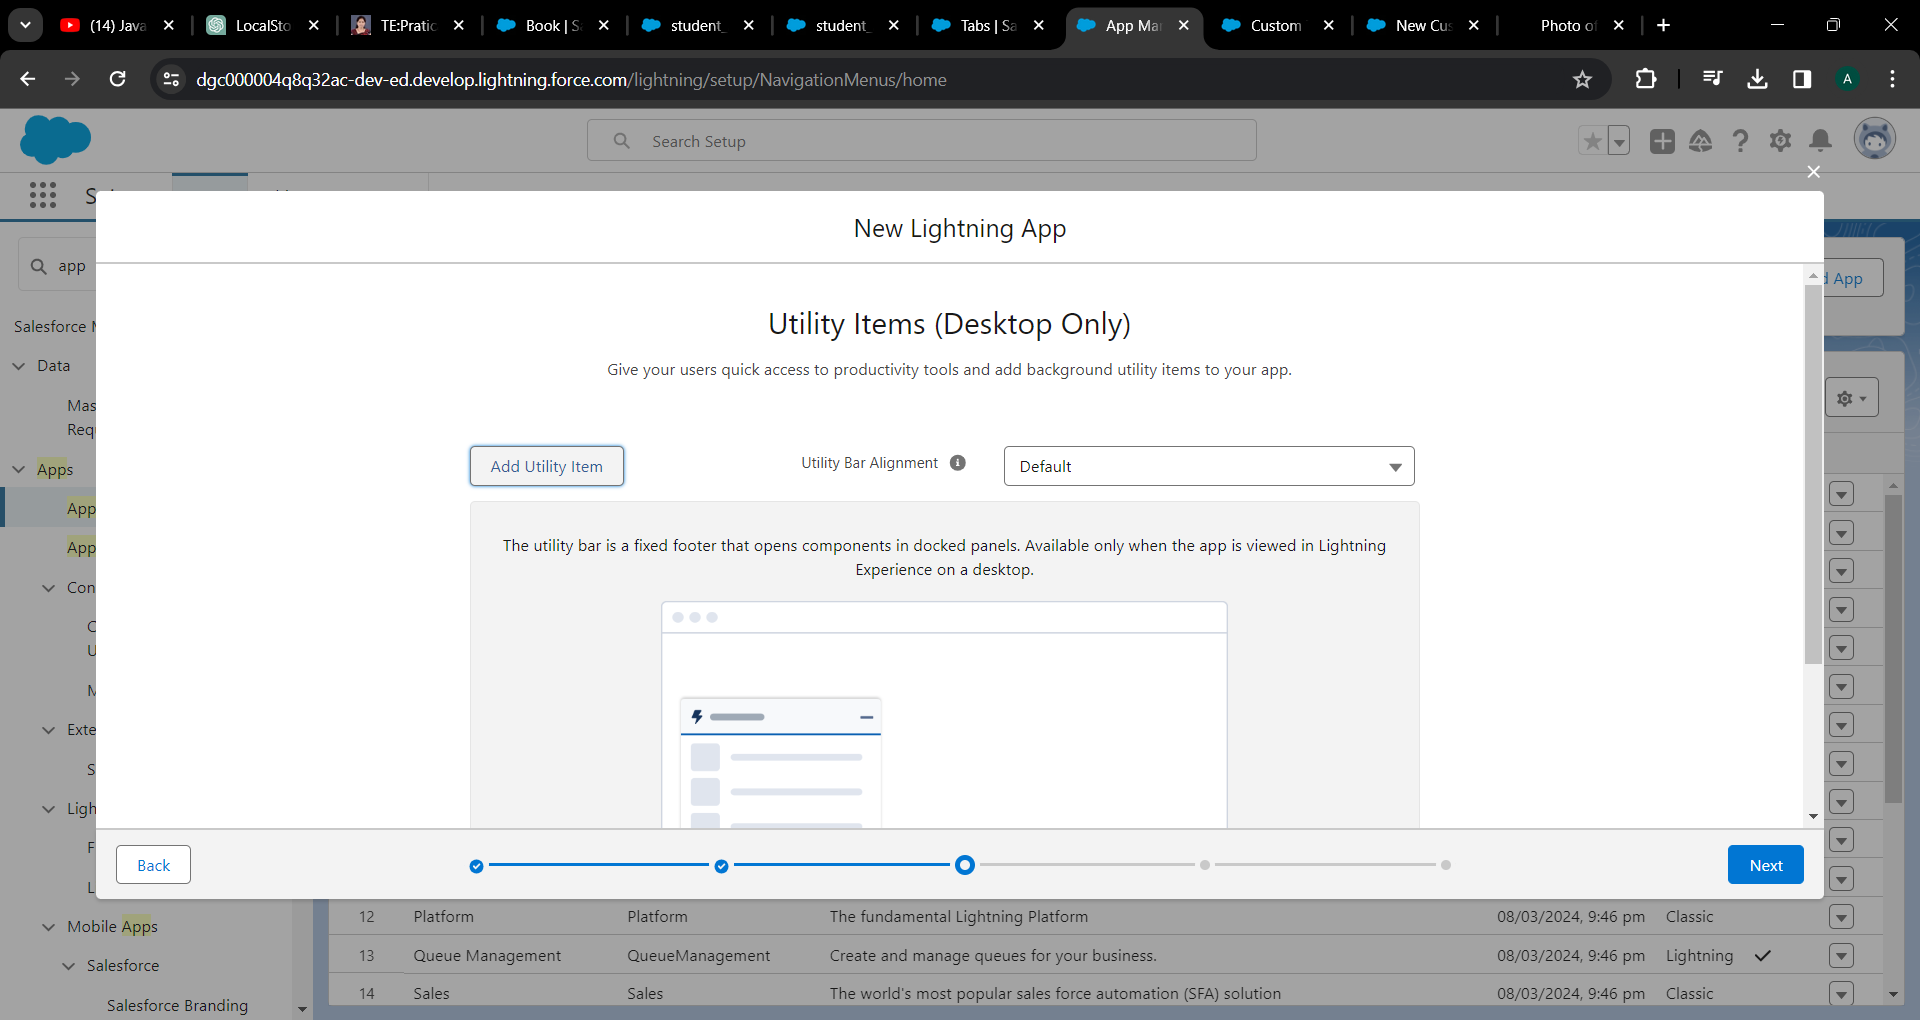 (14) Java
LocalSto
TE:Pratic
Book | S
student_
student_
Tabs | Sa
App Ma
Custom
New Cus
Photo of
dgc000004q8q32ac-dev-ed.develop.lightning.force.com/lightning/setup/NavigationMenus/home
A
Search Setup
New Lightning App
app
d App
Utility Items (Desktop Only)
Salesforce M
Give your users quick access to productivity tools and add background utility items to your app.
Data
Mas
Req
Add Utility Item
Utility Bar Alignment
Default
Apps
App
App
The utility bar is a fixed footer that opens components in docked panels. Available only when the app is viewed in Lightning
Experience on a desktop.
Con
C
U
M
Exte
S
Ligh
F
L
Back
Next
Mobile Apps
Salesforce
Salesforce Branding
12 Platform Platform The fundamental Lightning Platform 08/03/2024, 9:46 pm Classic
13 Queue Management QueueManagement Create and manage queues for your business. 08/03/2024, 9:46 pm Lightning
14 Sales Sales The world's most popular sales force automation (SFA) solution 08/03/2024, 9:46 pm Classic